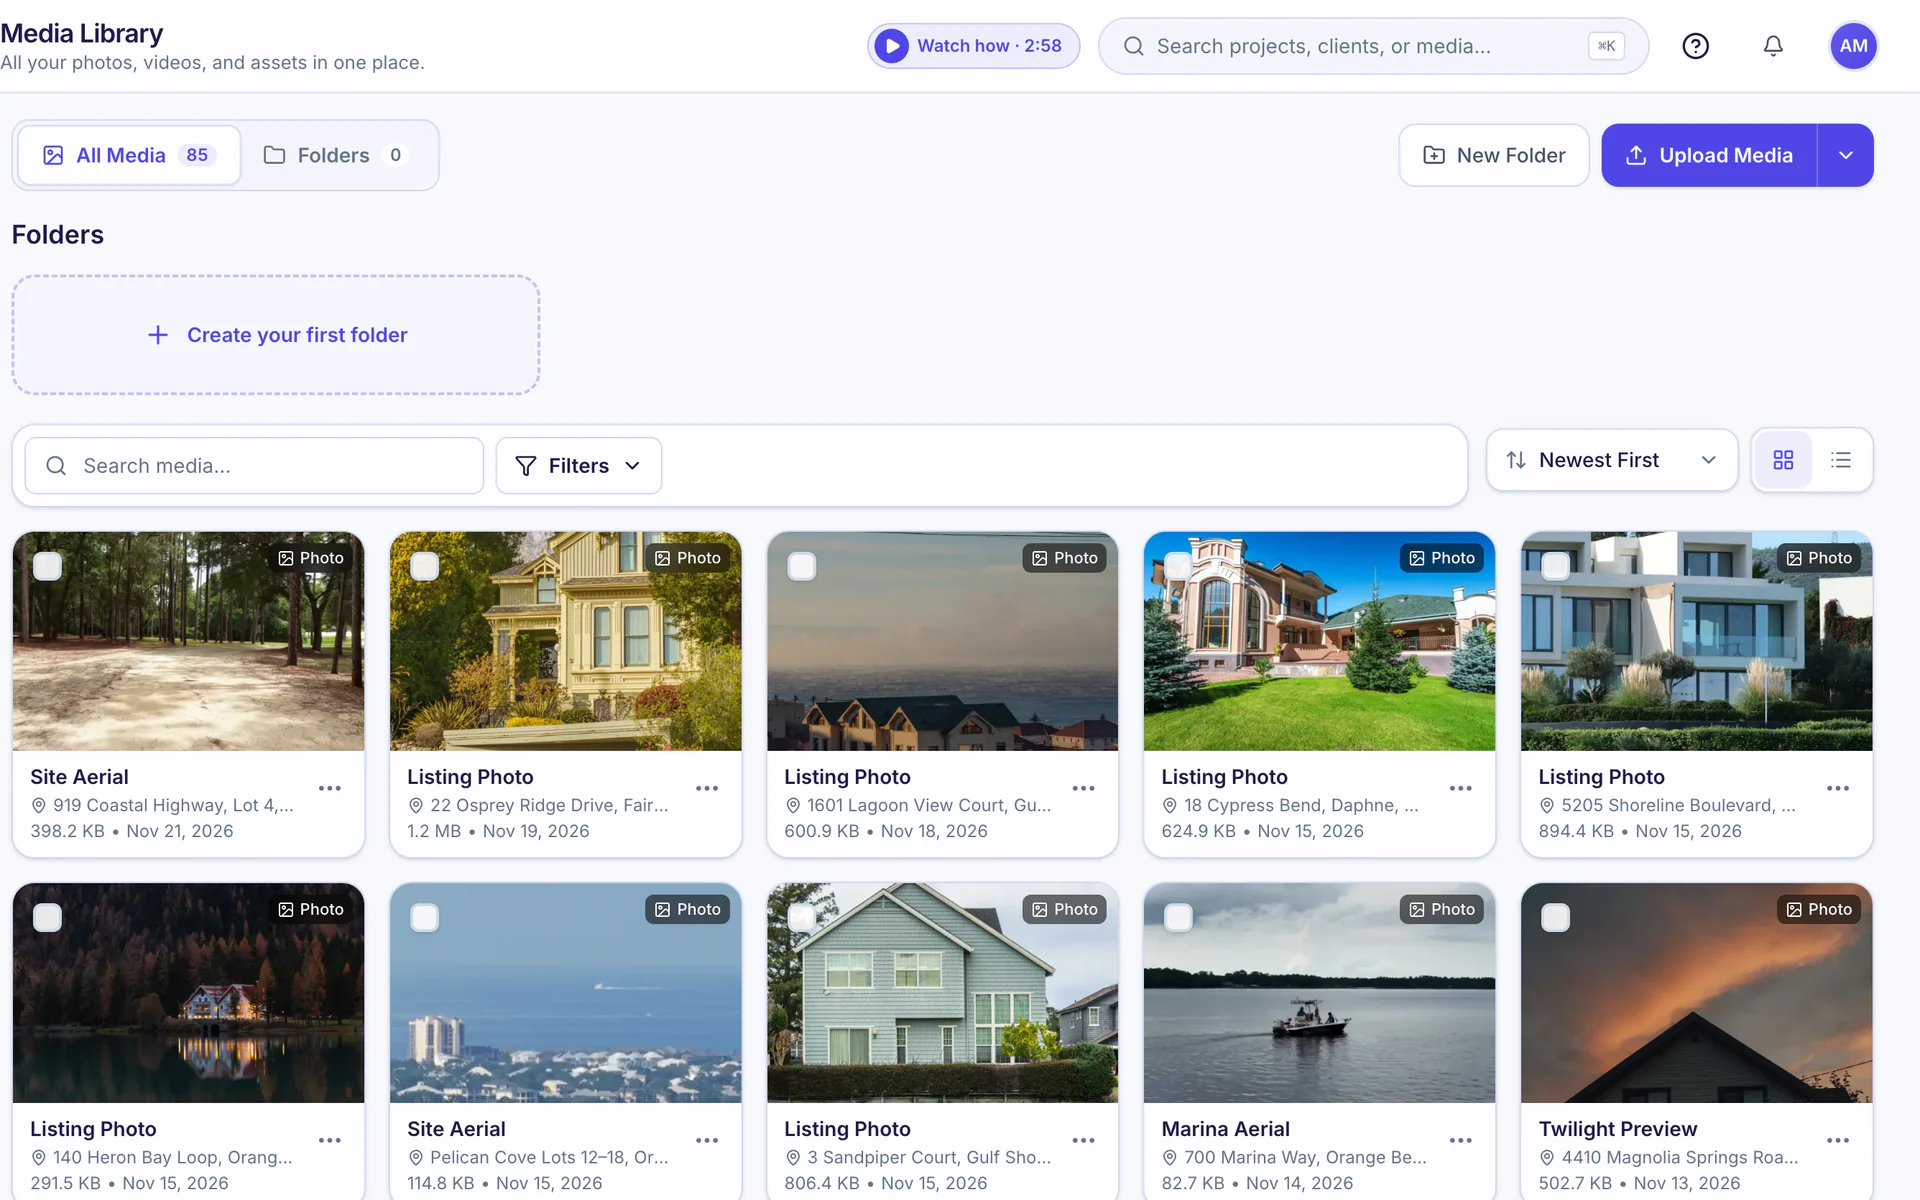 Media Library
All your photos, videos, and assets in one place.
Watch how · 2:58
Search projects, clients, or media...
⌘K
AM
All Media 85
Folders 0
New Folder
Upload Media
Folders
Create your first folder
Search media...
Filters
Newest First
Photo
Photo
Photo
Photo
Photo
Site Aerial
919 Coastal Highway, Lot 4,...
398.2 KB • Nov 21, 2026
Listing Photo
22 Osprey Ridge Drive, Fair...
1.2 MB • Nov 19, 2026
Listing Photo
1601 Lagoon View Court, Gu...
600.9 KB • Nov 18, 2026
Listing Photo
18 Cypress Bend, Daphne, ...
624.9 KB • Nov 15, 2026
Listing Photo
5205 Shoreline Boulevard, ...
894.4 KB • Nov 15, 2026
Photo
Photo
Photo
Photo
Photo
Listing Photo
140 Heron Bay Loop, Orang...
291.5 KB • Nov 15, 2026
Site Aerial
Pelican Cove Lots 12–18, Or...
114.8 KB • Nov 15, 2026
Listing Photo
3 Sandpiper Court, Gulf Sho...
806.4 KB • Nov 15, 2026
Marina Aerial
700 Marina Way, Orange Be...
82.7 KB • Nov 14, 2026
Twilight Preview
4410 Magnolia Springs Roa...
502.7 KB • Nov 13, 2026